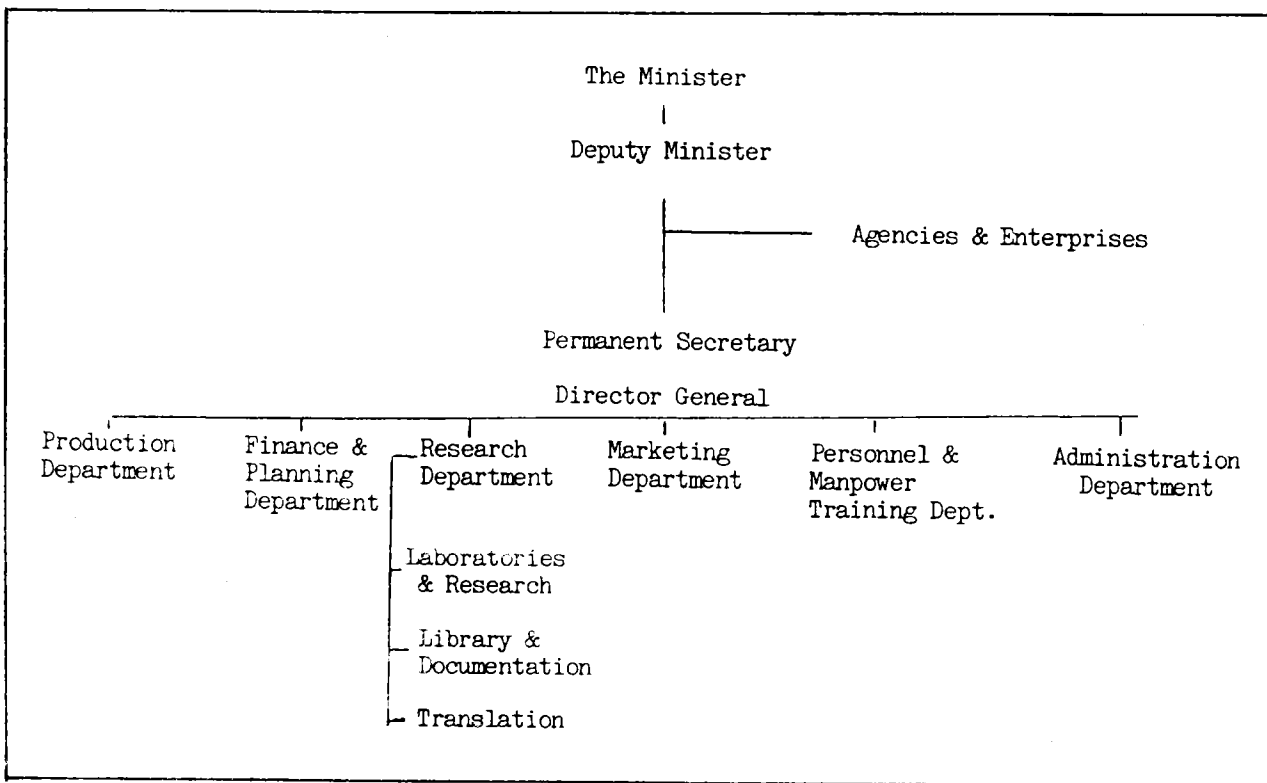 The Minister
Deputy Minister
Agencies & Enterprises
Permanent Secretary
Director General
Production
Department
Finance &
Planning
Department
Research
Department
Marketing
Department
Personnel &
Manpower
Training Dept.
Administration
Department
Laboratories
& Research
Library &
Documentation
Translation